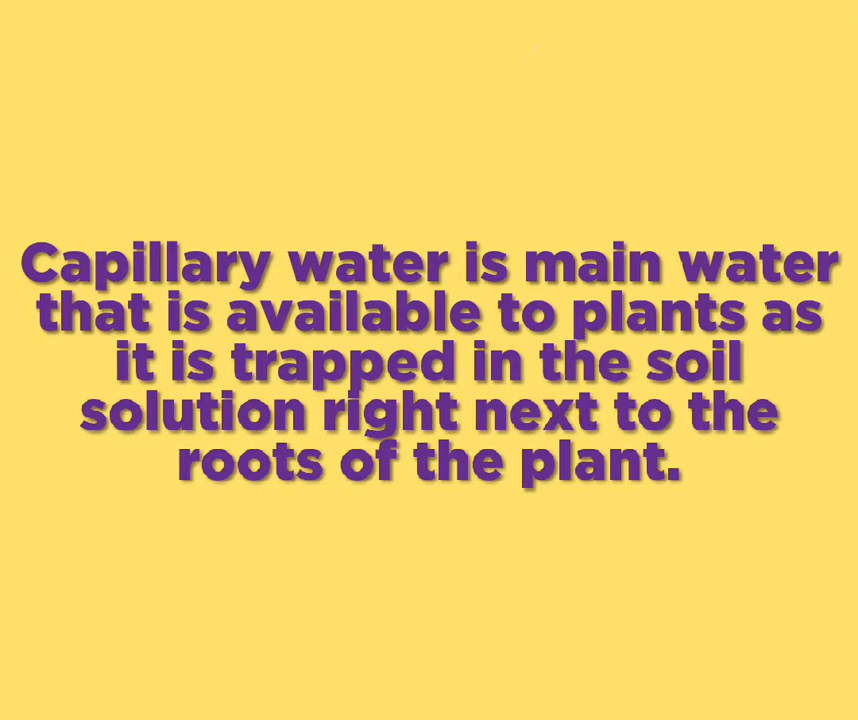 Capillary water is main water
that is available to plants as
it is trapped in the soil
solution right next to the
roots of the plant.